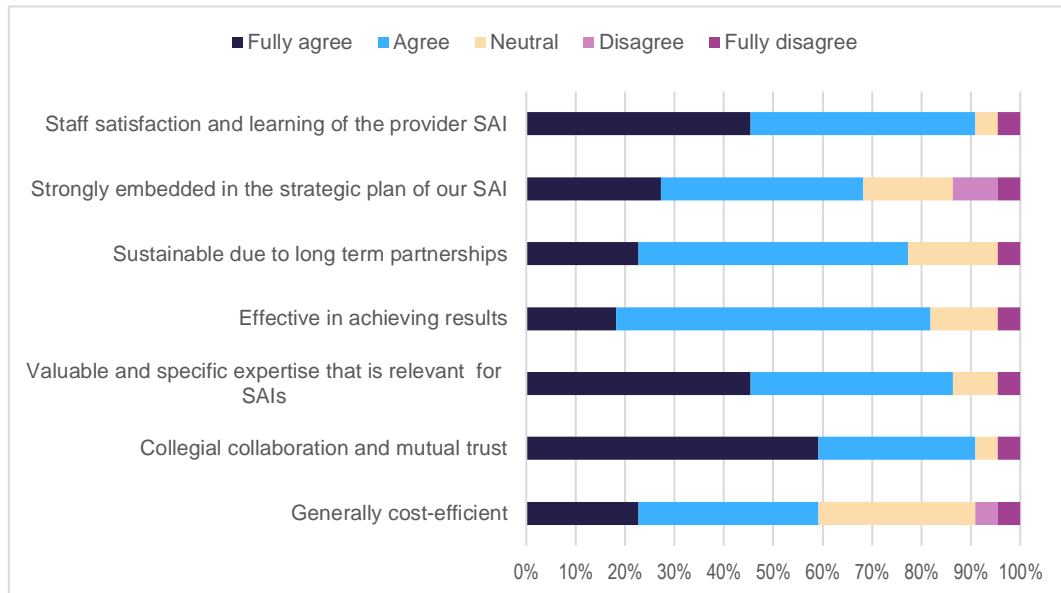 Fully agree Agree Neutral Disagree Fully disagree
Staff satisfaction and learning of the provider SAI
Strongly embedded in the strategic plan of our SAI
Sustainable due to long term partnerships
Effective in achieving results
Valuable and specific expertise that is relevant for
SAIs
Collegial collaboration and mutual trust
Generally cost-efficient
0% 10% 20% 30% 40% 50% 60% 70% 80% 90% 100%